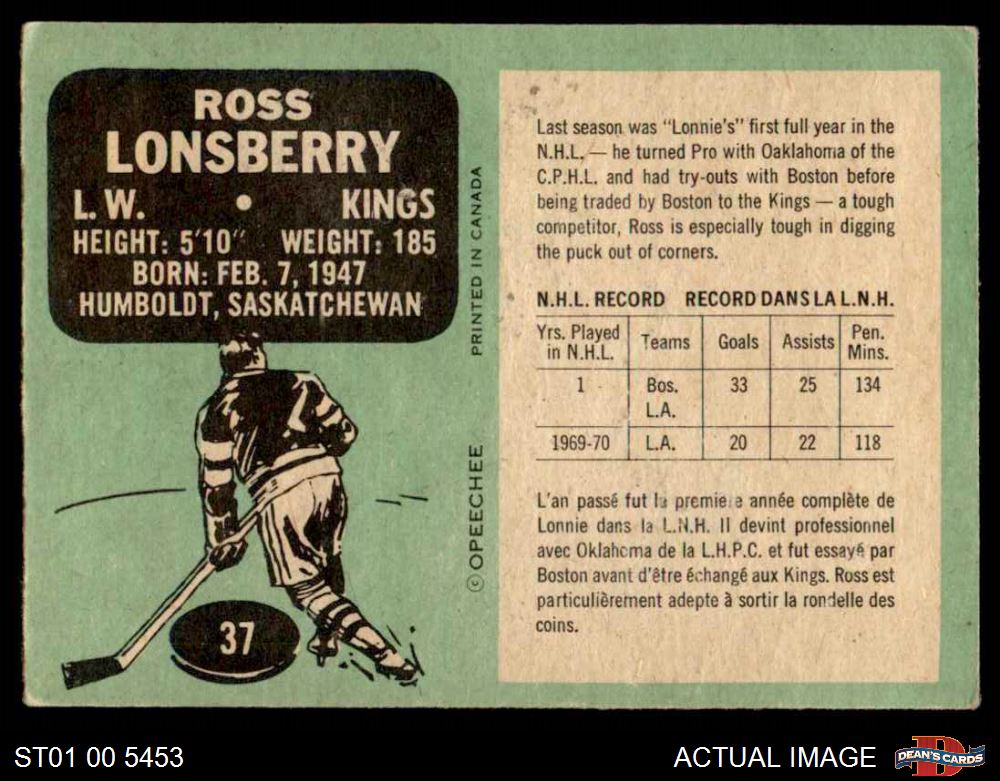 ROSS
LONSBERRY
L. W. • KINGS
HEIGHT: 5'10" WEIGHT: 185
BORN: FEB. 7, 1947
HUMBOLDT, SASKATCHEWAN
37
© OPEECHEE PRINTED IN CANADA
Last season was "Lonnie's" first full year in the
N.H.L. — he turned Pro with Oaklahoma of the
C.P.H.L. and had try-outs with Boston before
being traded by Boston to the Kings — a tough
competitor, Ross is especially tough in digging
the puck out of corners.
N.H.L. RECORD RECORD DANS LA L.N.H.
Yrs. Played in N.H.L. Teams Goals Assists Pen. Mins.
1 Bos. L.A. 33 25 134
1969-70 L.A. 20 22 118
L'an passé fut la premiere année complète de
Lonnie dans la L.N.H. Il devint professionnel
avec Oklahoma de la L.H.P.C. et fut essayé par
Boston avant d'être échangé aux Kings. Ross est
particulièrement adepte à sortir la rondelle des
coins.
ST01 00 5453
ACTUAL IMAGE
DEAN'S CARDS